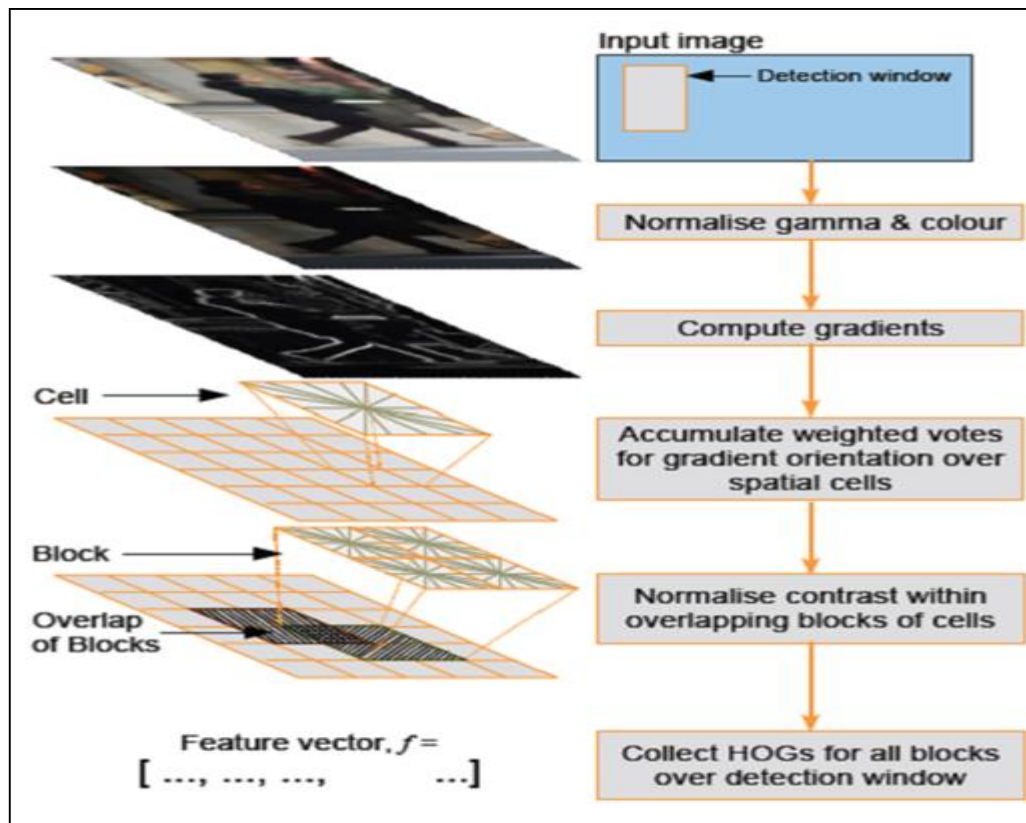 Input image
Detection window
Normalise gamma & colour
Compute gradients
Cell
Accumulate weighted votes
for gradient orientation over
spatial cells
Block
Overlap
of Blocks
Normalise contrast within
overlapping blocks of cells
Feature vector, f =
[ ..., ..., ..., ...]
Collect HOGs for all blocks
over detection window